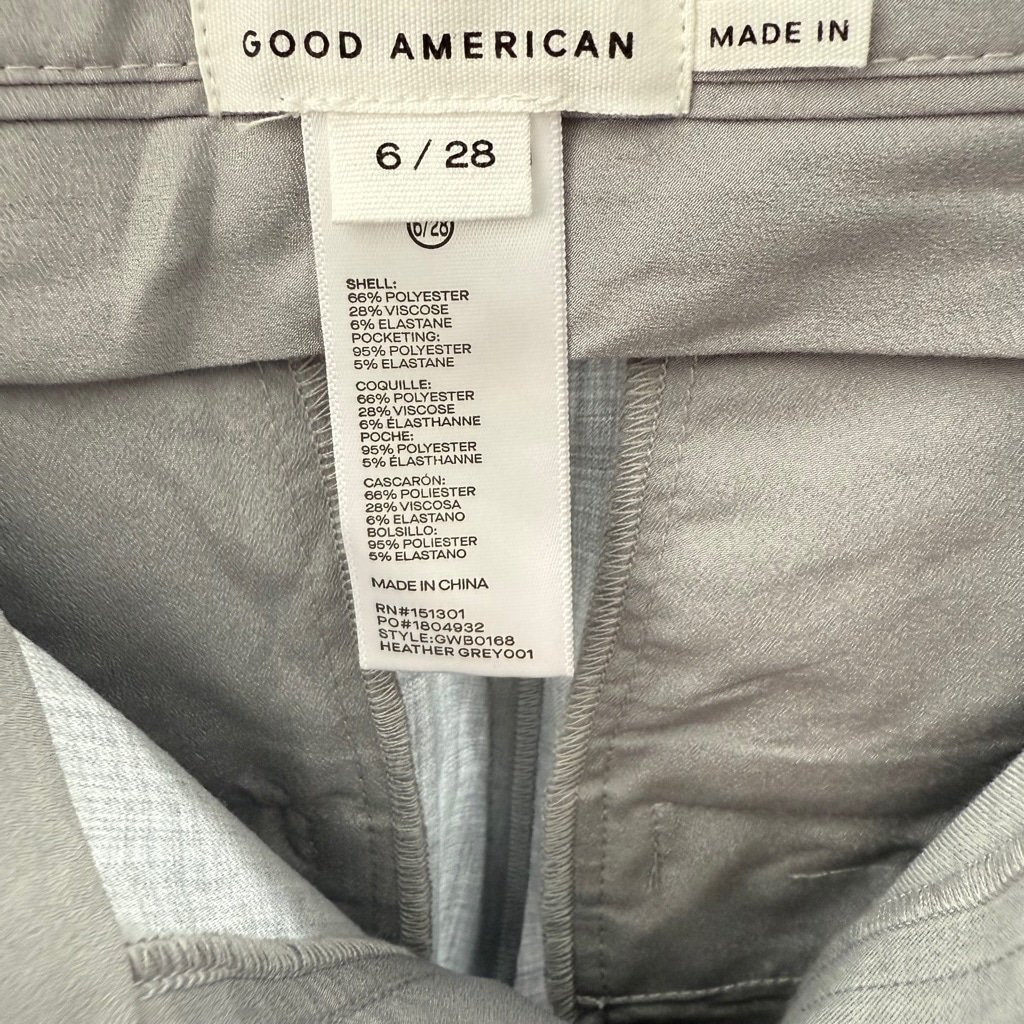 GOOD AMERICAN
MADE IN
6 / 28
6/28
SHELL:
66% POLYESTER
28% VISCOSE
6% ELASTANE
POCKETING:
95% POLYESTER
5% ELASTANE
COQUILLE:
66% POLYESTER
28% VISCOSE
6% ÉLASTHANNE
POCHE:
95% POLYESTER
5% ÉLASTHANNE
CASCARÓN:
66% POLIESTER
28% VISCOSA
6% ELASTANO
BOLSILLO:
95% POLIESTER
5% ELASTANO
MADE IN CHINA
RN#151301
PO#1804932
STYLE:GWBO168
HEATHER GREY001